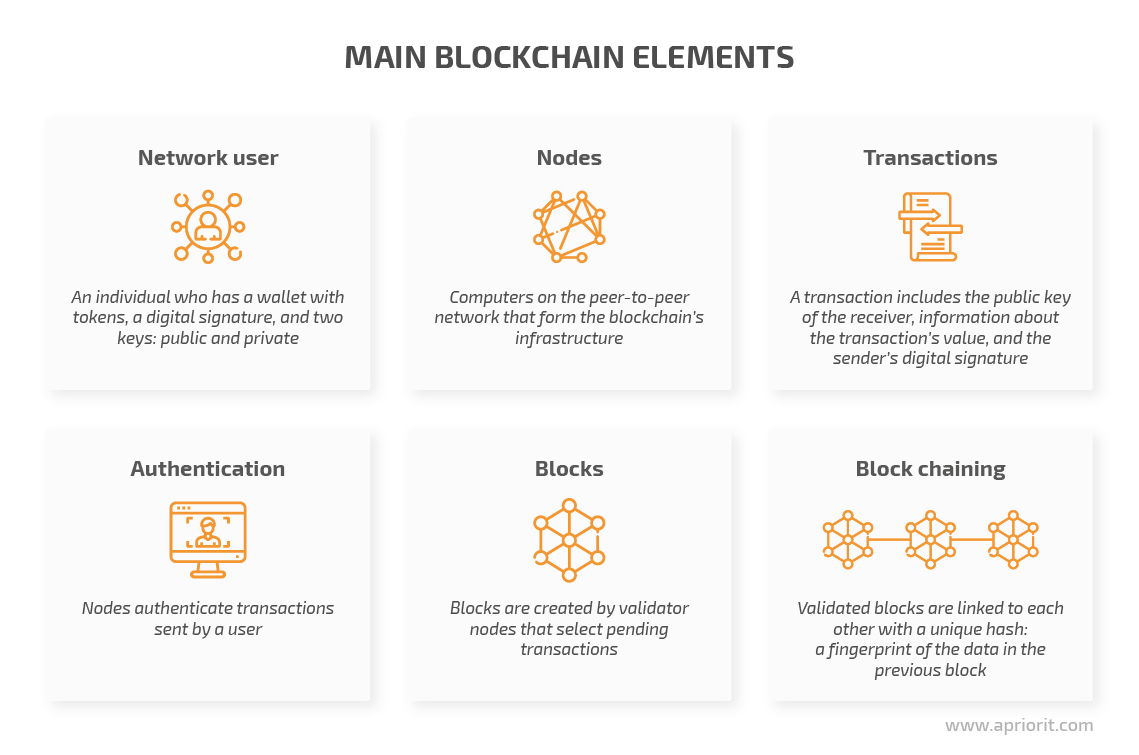 MAIN BLOCKCHAIN ELEMENTS
Network user
An individual who has a wallet with
tokens, a digital signature, and two
keys: public and private
Nodes
Computers on the peer-to-peer
network that form the blockchain's
infrastructure
Transactions
A transaction includes the public key
of the receiver, information about
the transaction's value, and the
sender's digital signature
Authentication
Nodes authenticate transactions
sent by a user
Blocks
Blocks are created by validator
nodes that select pending
transactions
Block chaining
Validated blocks are linked to each
other with a unique hash:
a fingerprint of the data in the
previous block
www.apriorit.com